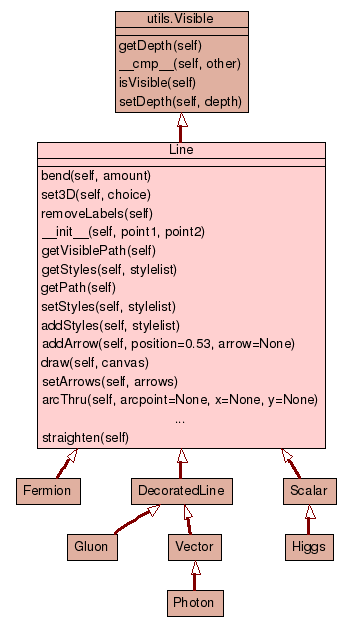 utils.Visible
getDepth(self)
__cmp__(self, other)
isVisible(self)
setDepth(self, depth)
Line
bend(self, amount)
set3D(self, choice)
removeLabels(self)
__init__(self, point1, point2)
getVisiblePath(self)
getStyles(self, stylelist)
getPath(self)
setStyles(self, stylelist)
addStyles(self, stylelist)
addArrow(self, position=0.53, arrow=None)
draw(self, canvas)
setArrows(self, arrows)
arcThru(self, arcpoint=None, x=None, y=None)
...
straighten(self)
Fermion
DecoratedLine
Scalar
Gluon
Vector
Higgs
Photon